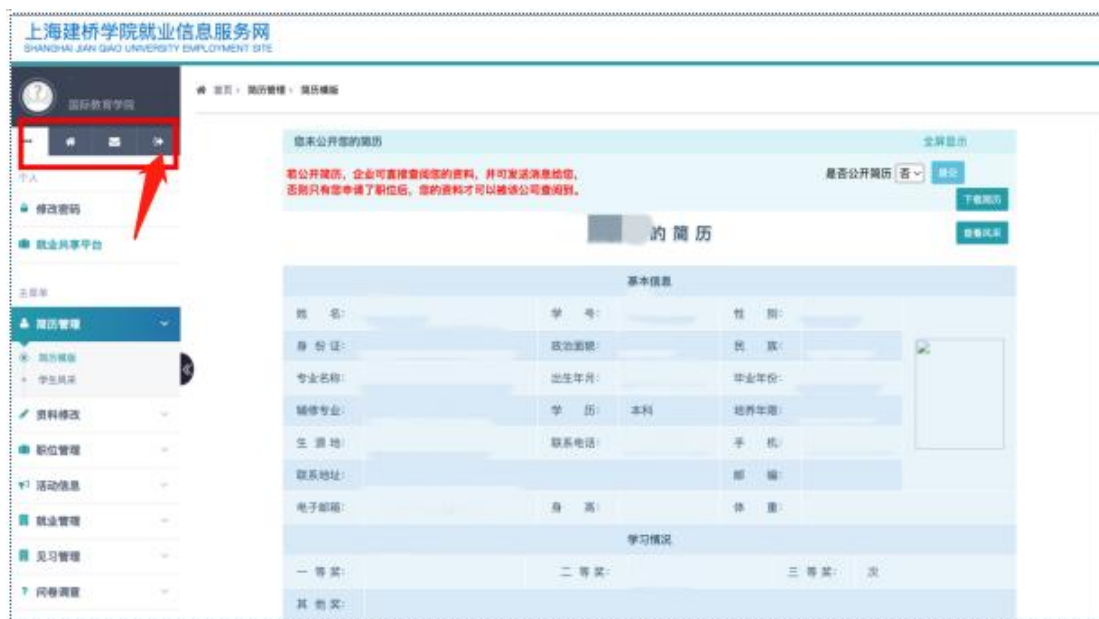 上海建桥学院就业信息服务网
SHANGHAI JIAN QIAO UNIVERSITY EMPLOYMENT SITE
国际教育学院
首页 › 简历管理 › 简历模版
个人
修改密码
就业共享平台
主菜单
简历管理
简历模版
学生风采
资料修改
职位管理
活动信息
就业管理
见习管理
问卷调查
您未公开您的简历 全屏显示
若公开简历，企业可直接查阅您的资料，并可发送消息给您，
否则只有您申请了职位后，您的资料才可以被该公司查阅到。
是否公开简历 否 提交
下载简历
的简历 查看风采
基本信息
姓 名: 学 号: 性 别:
身 份 证: 政治面貌: 民 族:
专业名称: 出生年月: 毕业年份:
辅修专业: 学 历: 本科 培养年限:
生 源 地: 联系电话: 手 机:
联系地址: 邮 编:
电子邮箱: 身 高: 体 重:
学习情况
一 等 奖: 二 等 奖: 三 等 奖: 次
其 他 奖: